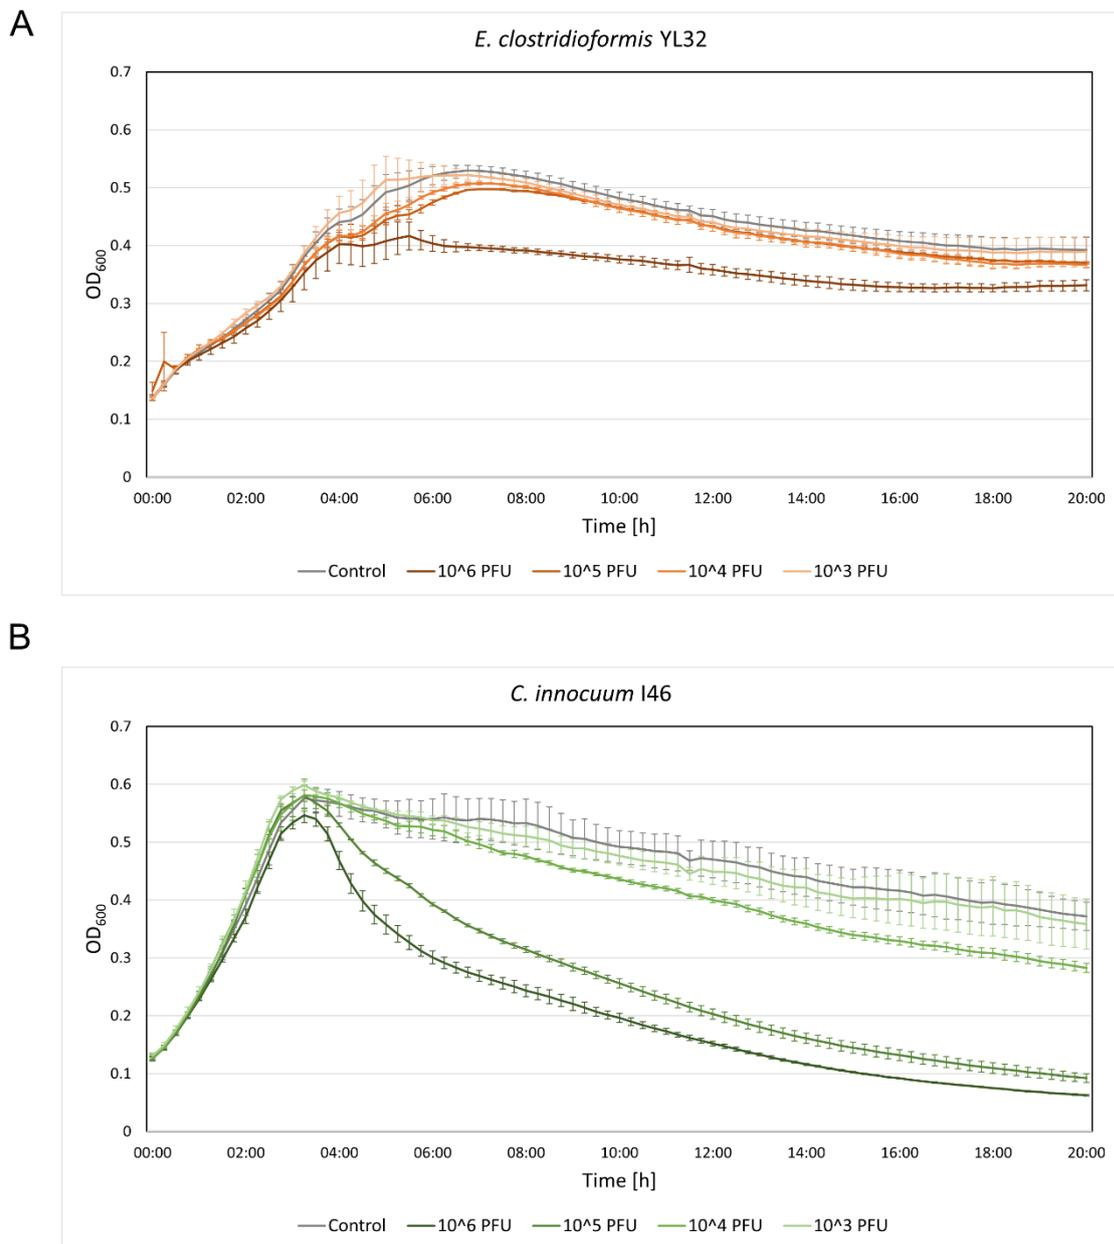 A
E. clostridioformis YL32
0.7
0.6
0.5
0.4
0.3
0.2
0.1
0
OD600
00:00 02:00 04:00 06:00 08:00 10:00 12:00 14:00 16:00 18:00 20:00
Time [h]
Control 10^6 PFU 10^5 PFU 10^4 PFU 10^3 PFU
B
C. innocuum I46
0.7
0.6
0.5
0.4
0.3
0.2
0.1
0
OD600
00:00 02:00 04:00 06:00 08:00 10:00 12:00 14:00 16:00 18:00 20:00
Time [h]
Control 10^6 PFU 10^5 PFU 10^4 PFU 10^3 PFU